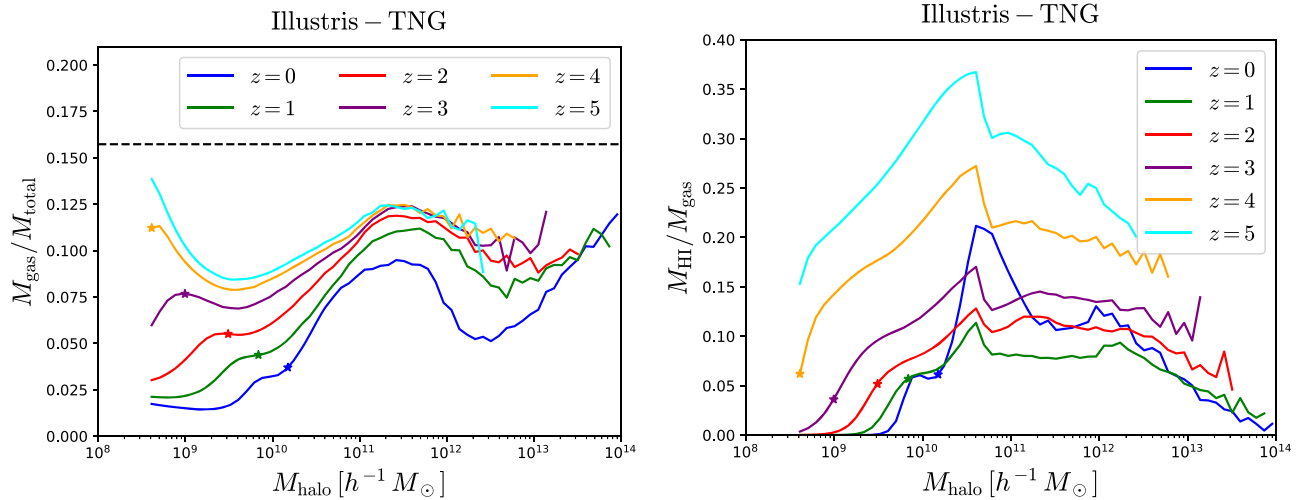 Illustris − TNG
0.200
0.175
0.150
0.125
0.100
0.075
0.050
0.025
0.000
M_gas/M_total
z = 0
z = 2
z = 4
z = 1
z = 3
z = 5
10^8
10^9
10^10
10^11
10^12
10^13
10^14
M_halo [h^−1 M_⊙]
Illustris − TNG
0.40
0.35
0.30
0.25
0.20
0.15
0.10
0.05
0.00
M_HI/M_gas
z = 0
z = 1
z = 2
z = 3
z = 4
z = 5
10^8
10^9
10^10
10^11
10^12
10^13
10^14
M_halo [h^−1 M_⊙]